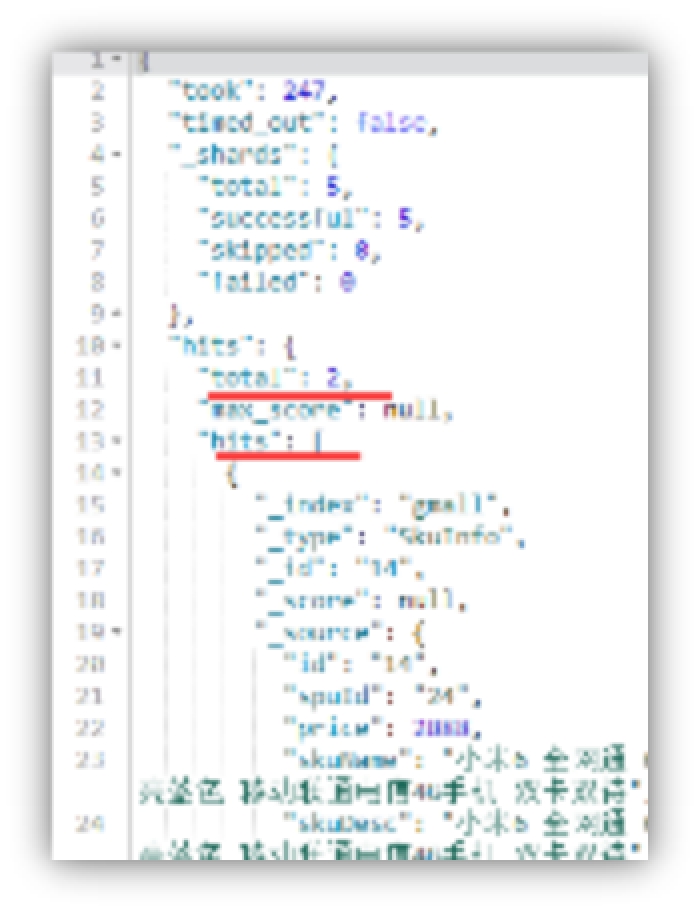 1 {
2 "took": 247,
3 "timed_out": false,
4 "_shards": {
5 "total": 5,
6 "successful": 5,
7 "skipped": 0,
8 "failed": 0
9 },
10 "hits": {
11 "total": 2,
12 "max_score": null,
13 "hits": [
14 {
15 "_index": "gmall",
16 "_type": "SkuInfo",
17 "_id": "14",
18 "_score": null,
19 "_source": {
20 "id": "14",
21 "spuId": "24",
22 "price":
23 "skuName": "小米5 全网通
移动联通电信4G手机 双卡双待"
24 "skuDesc": "小米5 全网通
移动联通电信4G手机 双卡双待"